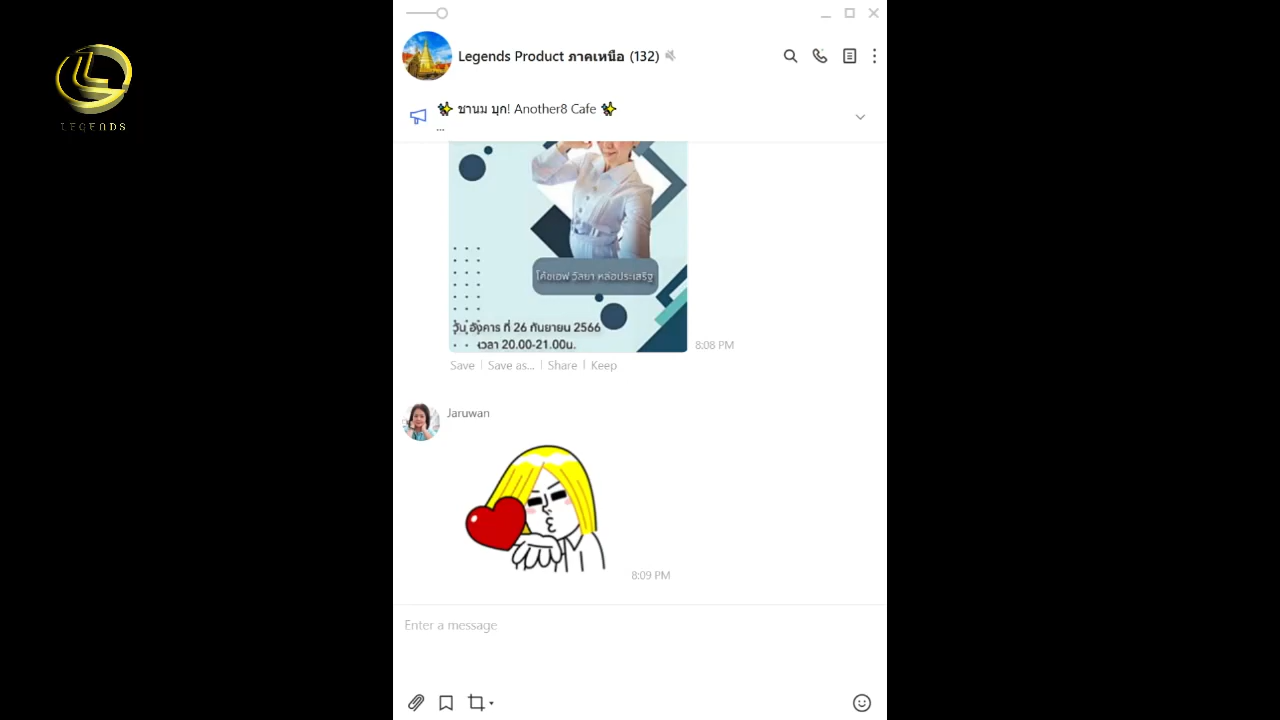 LEGENDS
Legends Product ภาคเหนือ (132)
✨ ชานม บุก! Another8 Cafe ✨
...
โค้ชเอฟ วิลยา หล่อประเสริฐ
วัน อังคาร ที่ 26 กันยายน 2566
เวลา 20.00-21.00น.
8:08 PM
Save | Save as... | Share | Keep
Jaruwan
8:09 PM
Enter a message